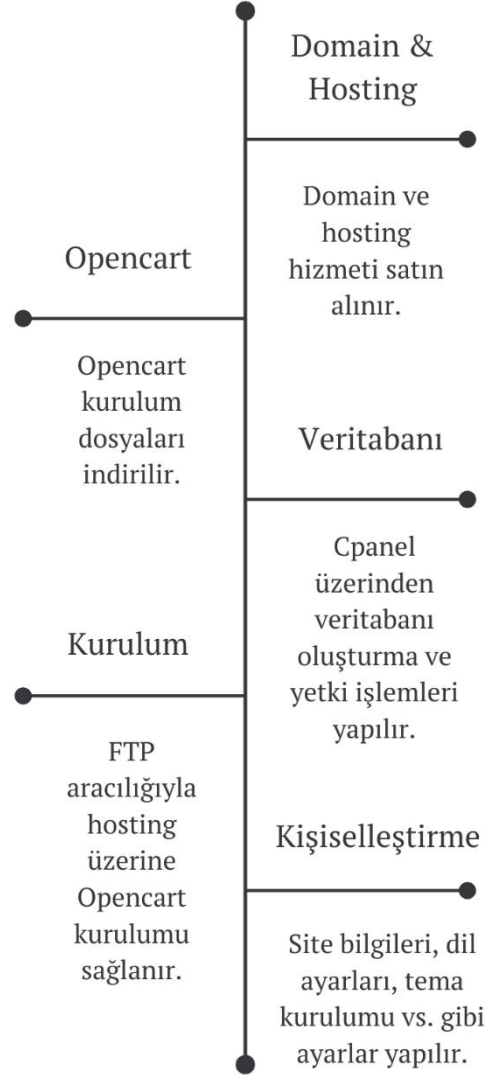 Domain &
Hosting
Domain ve
hosting
hizmeti satın
alınır.
Opencart
Opencart
kurulum
dosyaları
indirilir.
Veritabanı
Cpanel
üzerinden
veritabanı
oluşturma ve
yetki işlemleri
yapılır.
Kurulum
FTP
aracılığıyla
hosting
üzerine
Opencart
kurulumu
sağlanır.
Kişiselleştirme
Site bilgileri, dil
ayarları, tema
kurulumu vs. gibi
ayarlar yapılır.